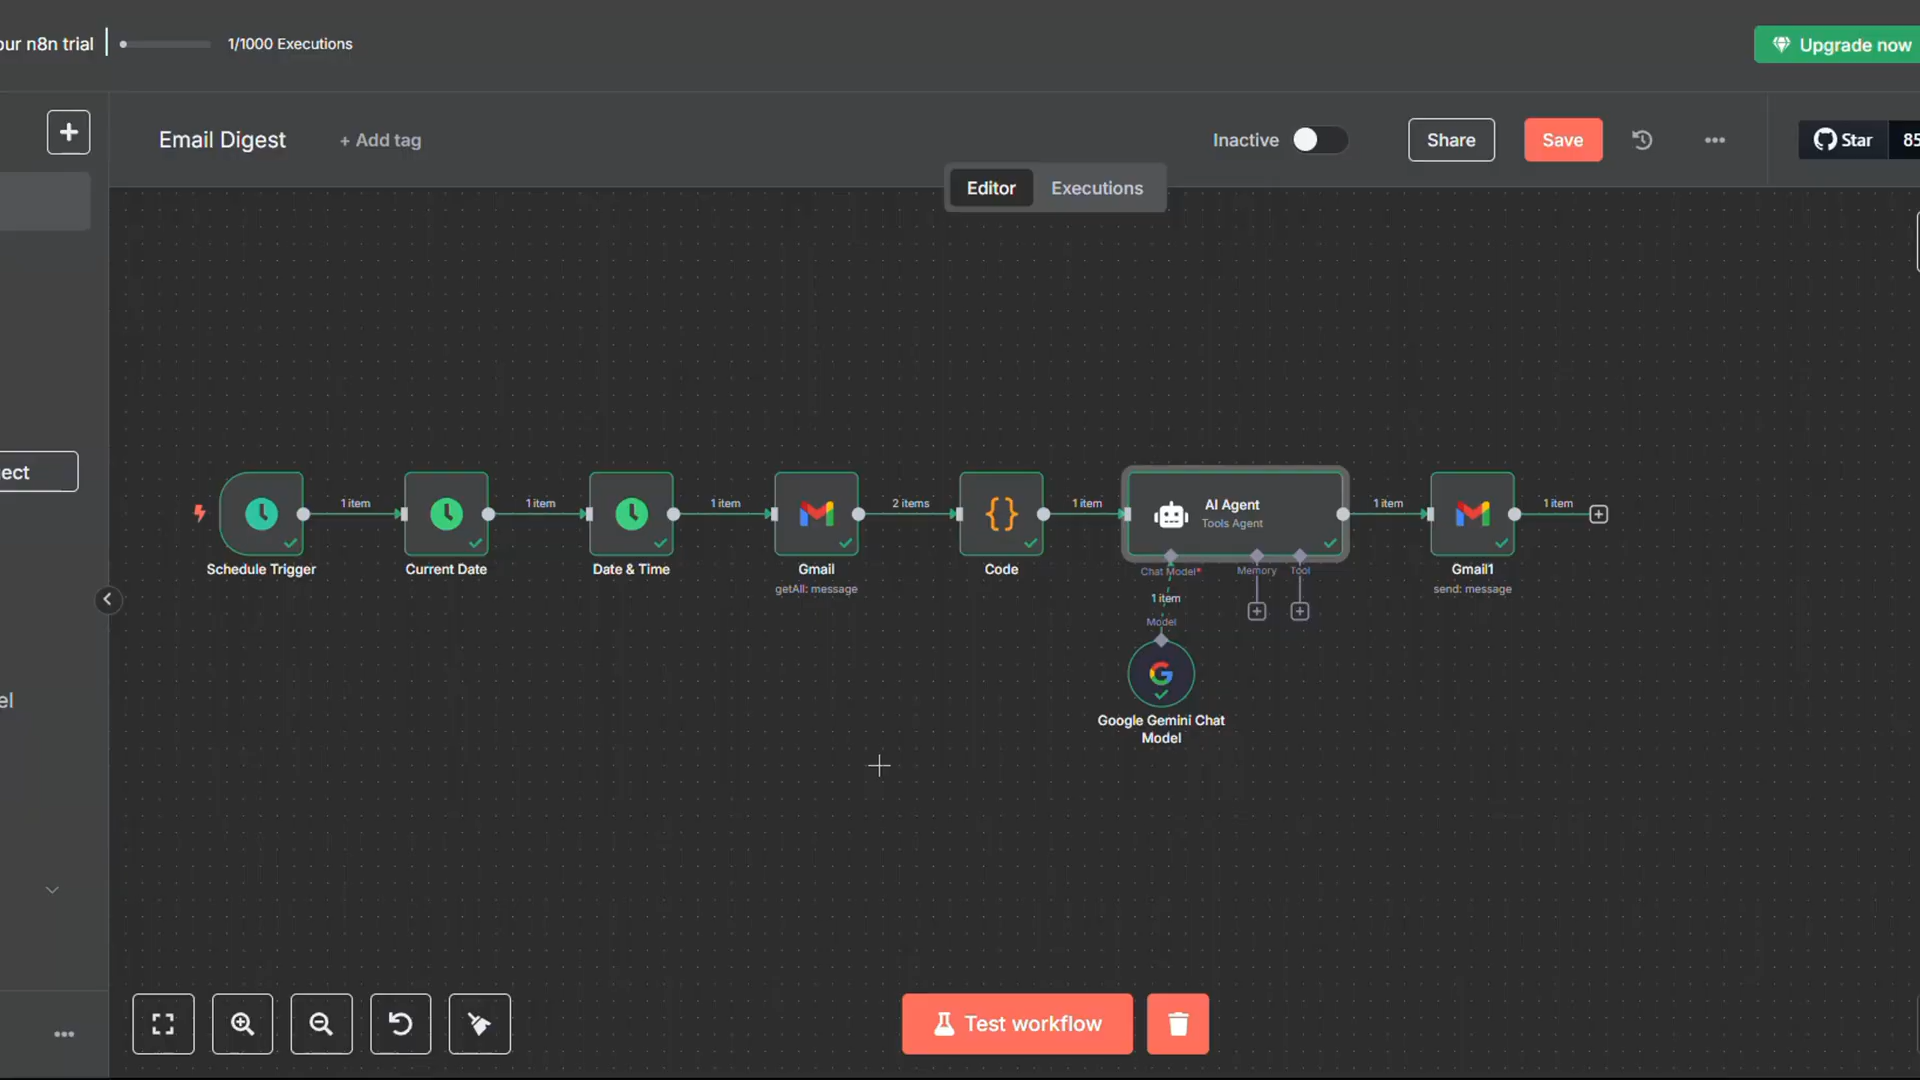 our n8n trial
1/1000 Executions
Upgrade now
Email Digest
+ Add tag
Inactive
Share
Save
Star
85
Editor
Executions
ect
1 item
1 item
1 item
2 items
1 item
AI Agent
Tools Agent
1 item
1 item
Schedule Trigger
Current Date
Date & Time
Gmail
getAll: message
Code
Chat Model*
Memory
Tool
Gmail1
send: message
1 item
Model
Google Gemini Chat
Model
el
Test workflow